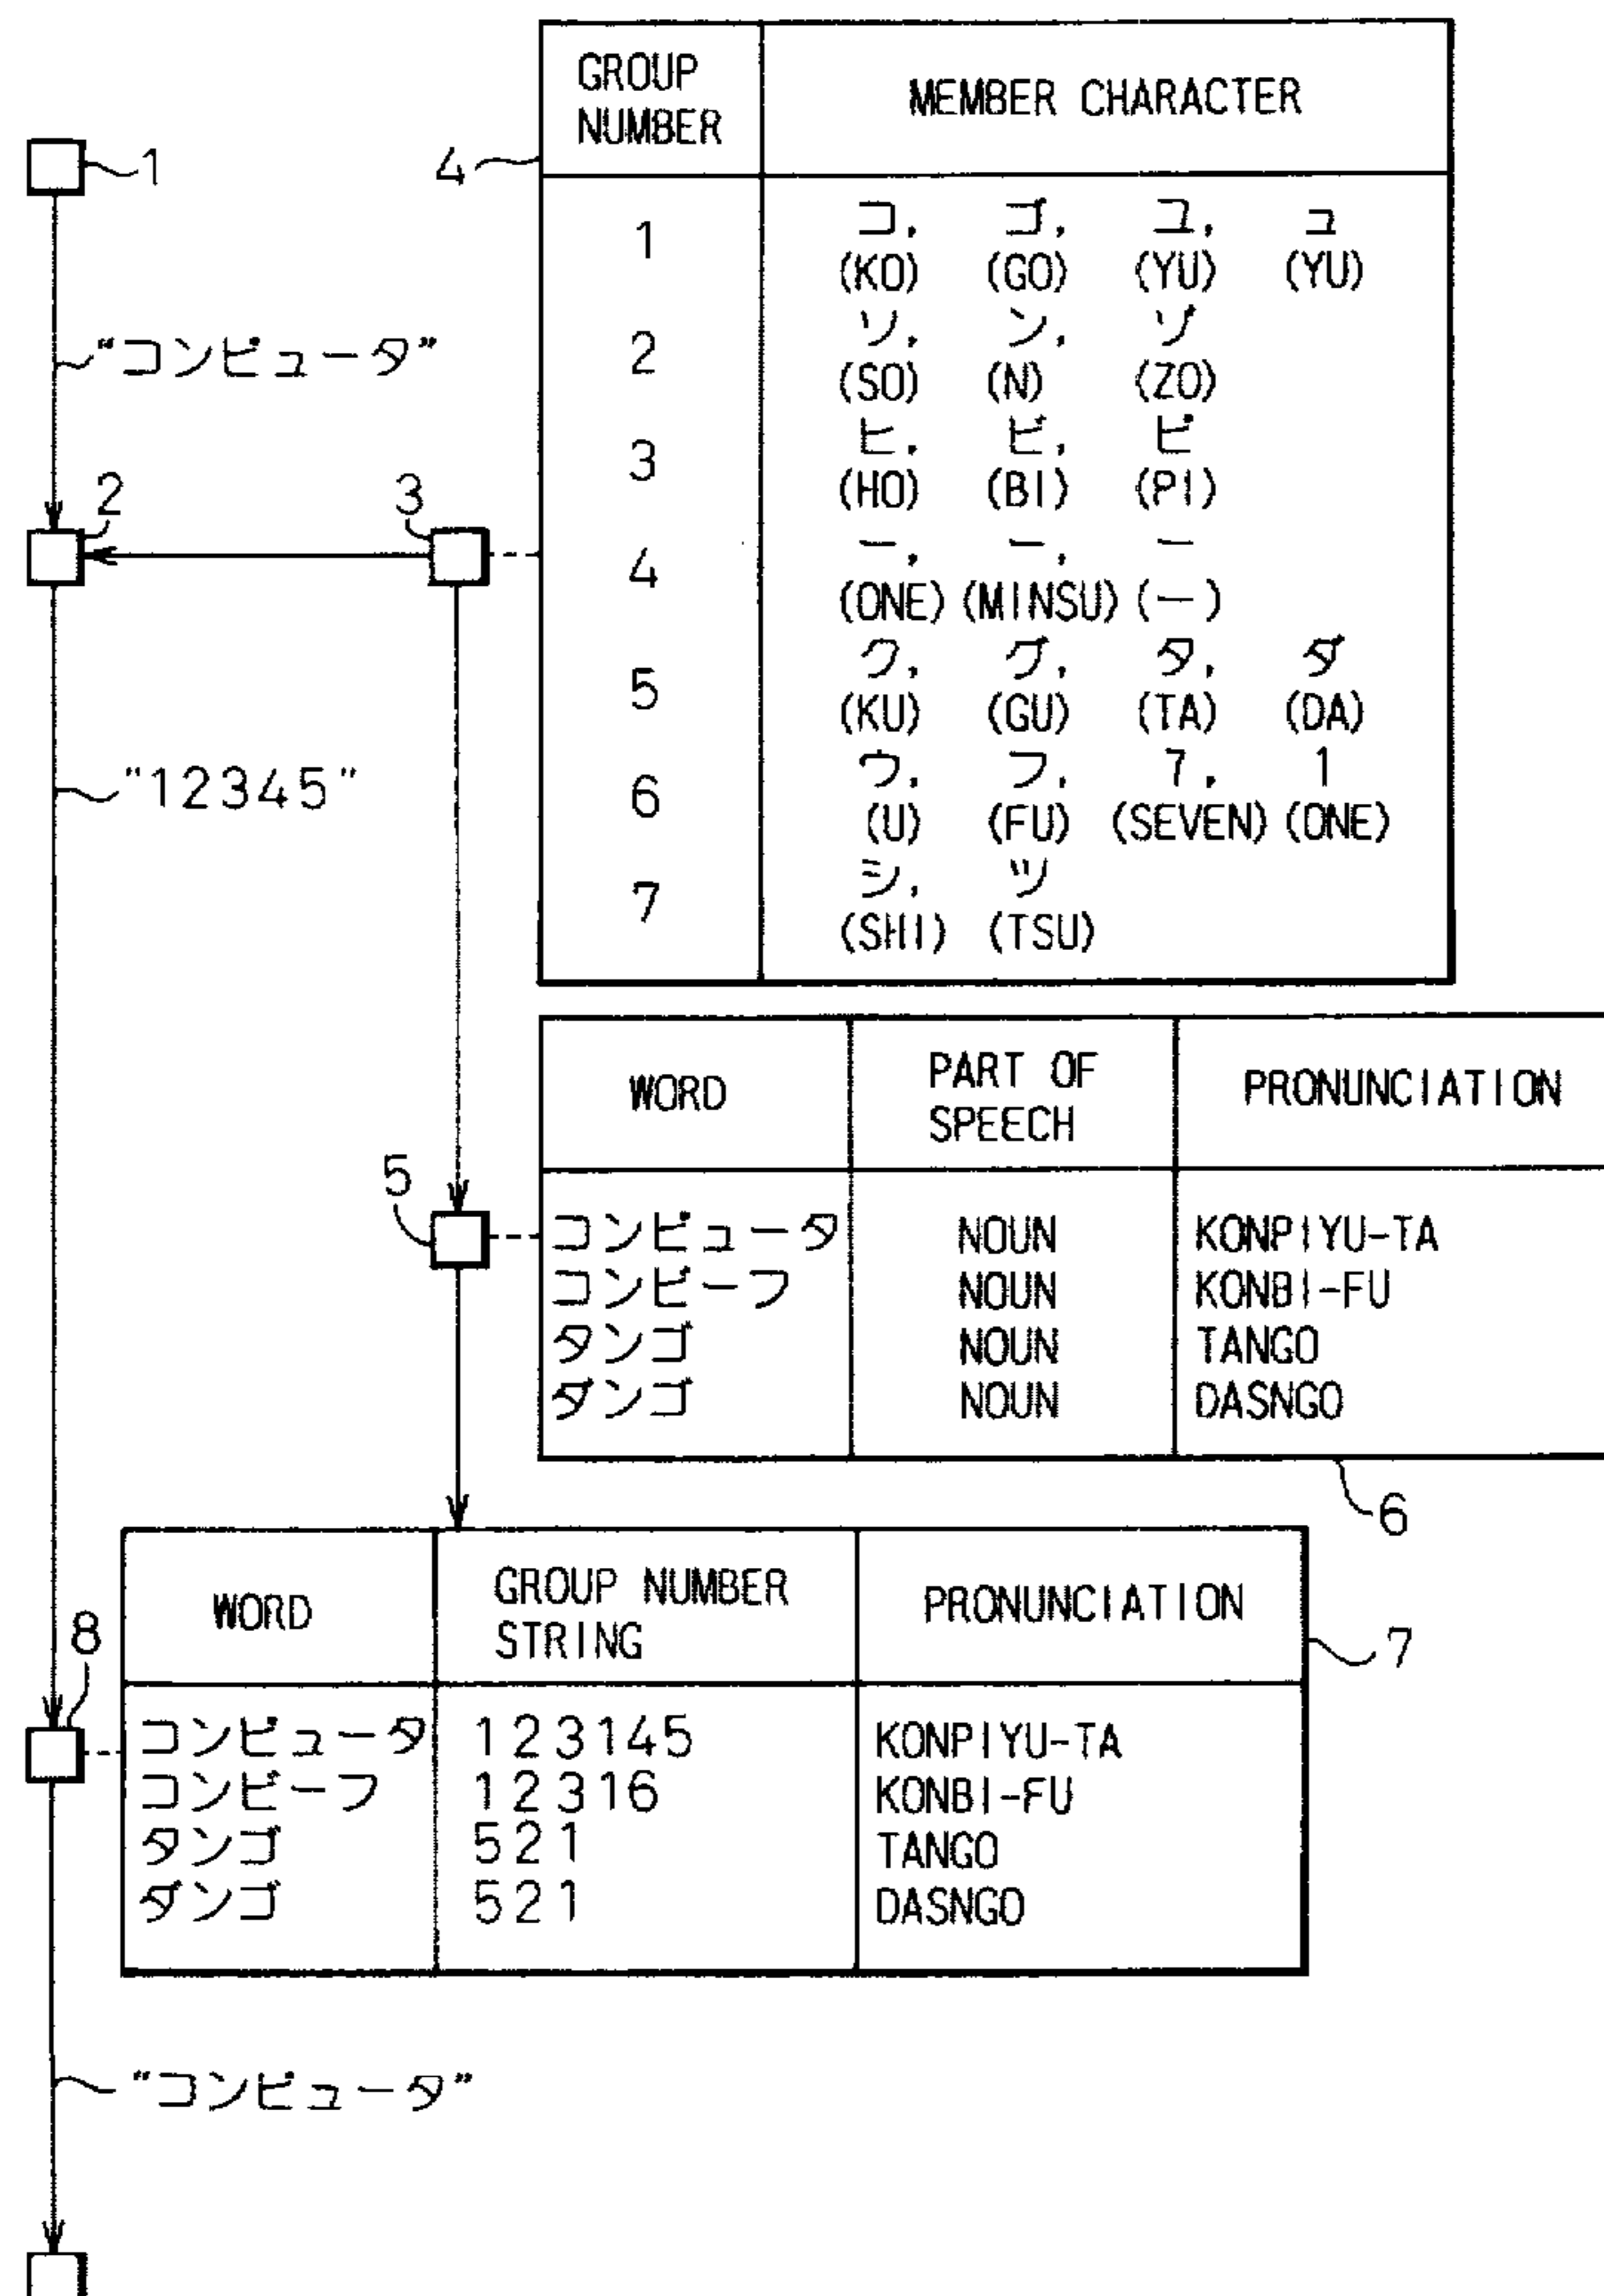 GROUP NUMBER
MEMBER CHARACTER
4
1
1
コ, ゴ, ユ, ュ
(KO) (GO) (YU) (YU)
"コンピュータ"
2
ソ, ン, ゾ
(SO) (N) (ZO)
3
ヒ, ビ, ピ
(HO) (BI) (PI)
2
3
4
一, −, ー
(ONE) (MINSU) (—)
5
ク, グ, タ, ダ
(KU) (GU) (TA) (DA)
"12345"
6
ウ, フ, 7, 1
(U) (FU) (SEVEN) (ONE)
7
シ, ツ
(SHI) (TSU)
WORD
PART OF SPEECH
PRONUNCIATION
5
コンピュータ NOUN KONPIYU-TA
コンビーフ NOUN KONBI-FU
タンゴ NOUN TANGO
ダンゴ NOUN DASNGO
6
WORD
GROUP NUMBER STRING
PRONUNCIATION
7
8
コンピュータ 123145 KONPIYU-TA
コンビーフ 12316 KONBI-FU
タンゴ 521 TANGO
ダンゴ 521 DASNGO
"コンピュータ"